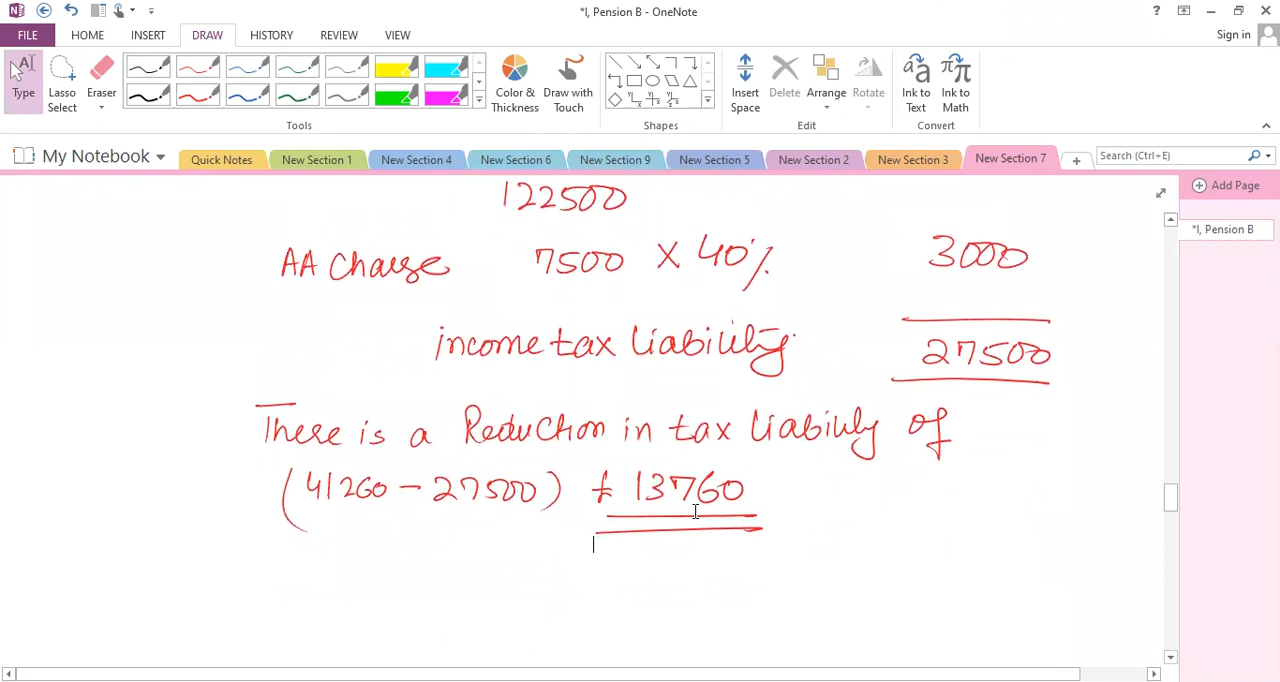 *I, Pension B - OneNote
? Sign in
FILE HOME INSERT DRAW HISTORY REVIEW VIEW
Type Lasso Select Eraser Color & Thickness Draw with Touch Insert Space Delete Arrange Rotate Ink to Text Ink to Math
Tools Shapes Edit Convert
My Notebook Quick Notes New Section 1 New Section 4 New Section 6 New Section 9 New Section 5 New Section 2 New Section 3 New Section 7 Search (Ctrl+E)
Add Page
*I, Pension B
122500
AA Charge 7500 X 40% 3000
income tax liability 27500
There is a Reduction in tax liability of
(41260 - 27500) £ 13760